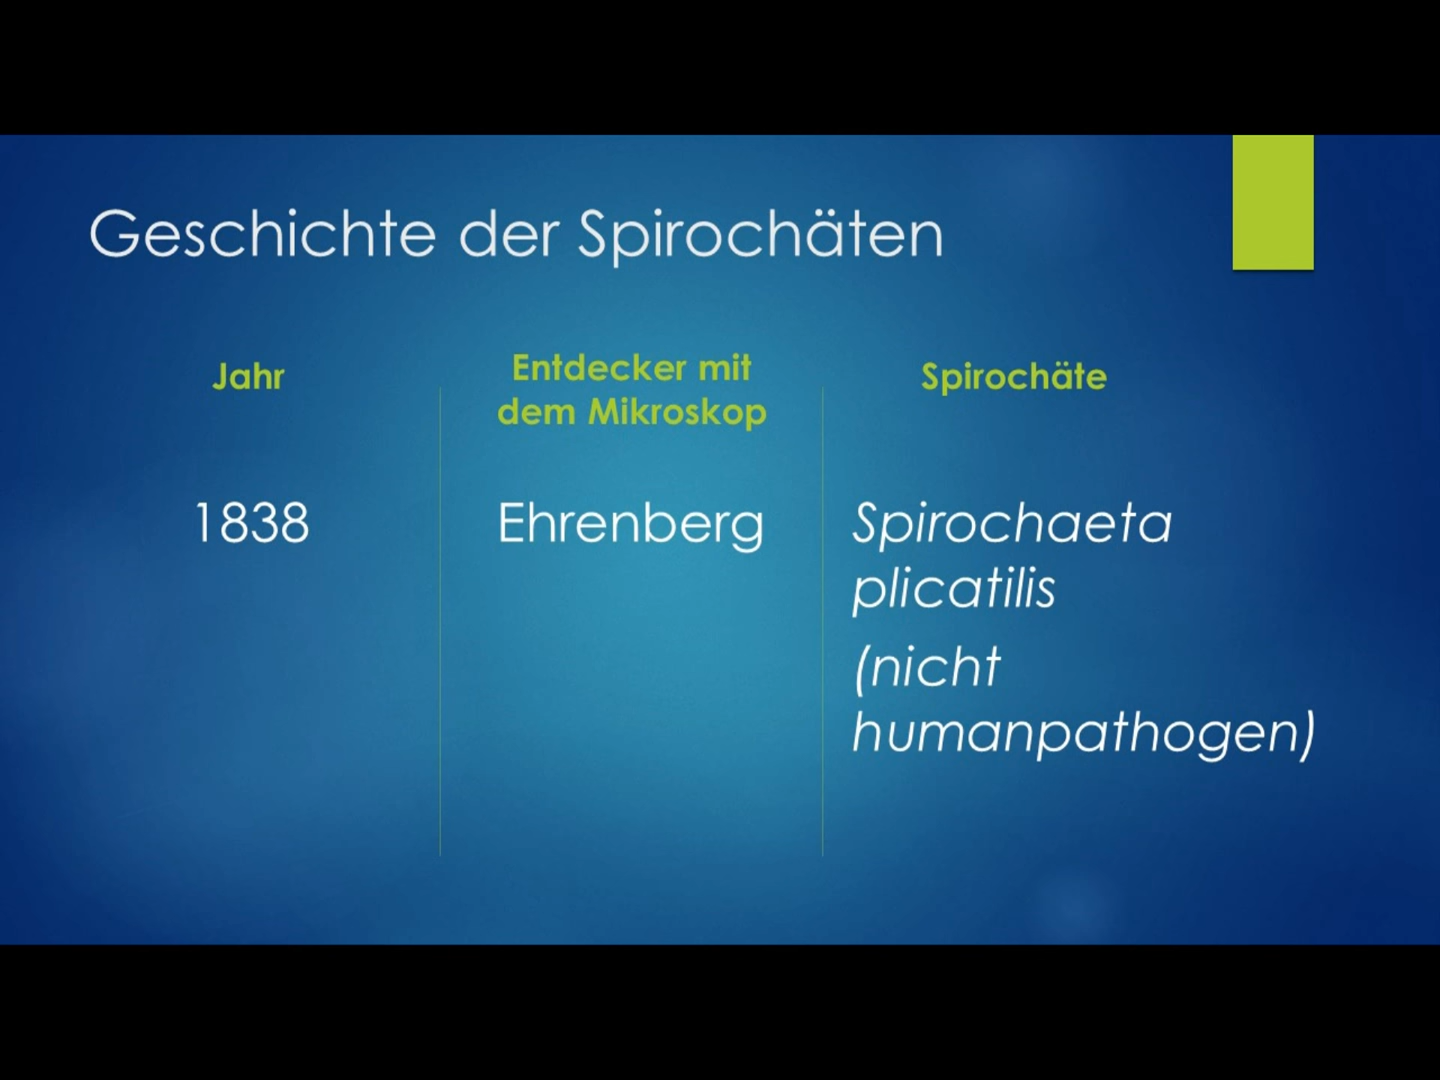 Geschichte der Spirochäten
Jahr
Entdecker mit
dem Mikroskop
Spirochäte
1838
Ehrenberg
Spirochaeta
plicatilis
(nicht
humanpathogen)